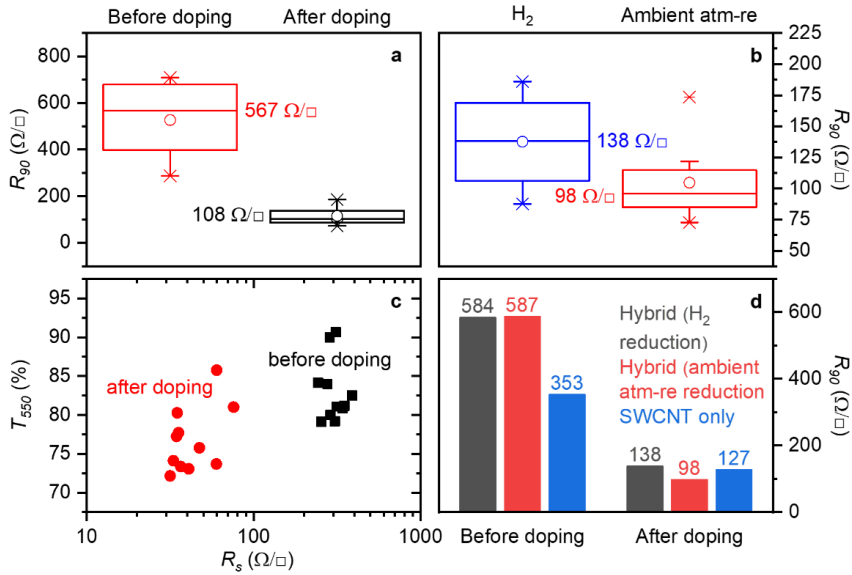 Before doping After doping
a
R90 (Ω/□)
800
600
400
200
0
567 Ω/□
108 Ω/□
H2 Ambient atm-re
b
138 Ω/□
98 Ω/□
225
200
175
150
125
100
75
50
R90 (Ω/□)
c
T550 (%)
95
90
85
80
75
70
after doping
before doping
10 100 1000
Rs (Ω/□)
d
584 587 353
138 98 127
Hybrid (H2
reduction)
Hybrid (ambient
atm-re reduction
SWCNT only
600
400
200
0
R90 (Ω/□)
Before doping After doping